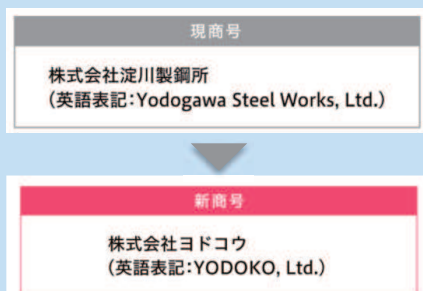 現商号
株式会社淀川製鋼所
(英語表記:Yodogawa Steel Works, Ltd.)
新商号
株式会社ヨドコウ
(英語表記:YODOKO, Ltd.)